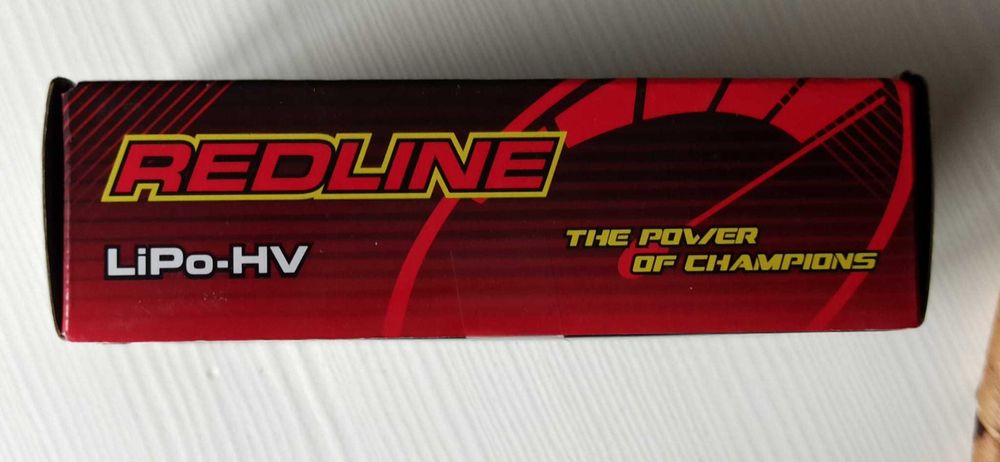 REDLINE
LiPo-HV
THE POWER
OF CHAMPIONS